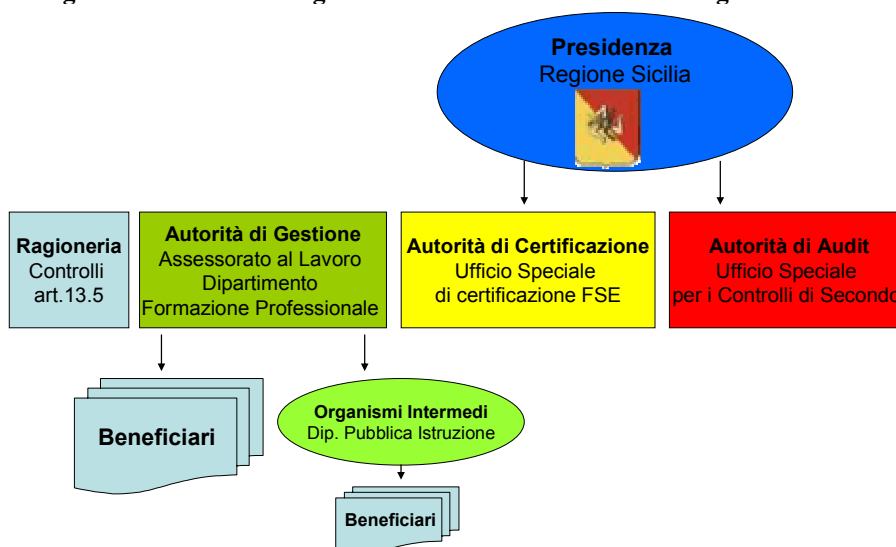 Presidenza
Regione Sicilia
Ragioneria
Controlli
art.13.5
Autorità di Gestione
Assessorato al Lavoro
Dipartimento
Formazione Professionale
Autorità di Certificazione
Ufficio Speciale
di certificazione FSE
Autorità di Audit
Ufficio Speciale
per i Controlli di Secondo
Beneficiari
Organismi Intermedi
Dip. Pubblica Istruzione
Beneficiari